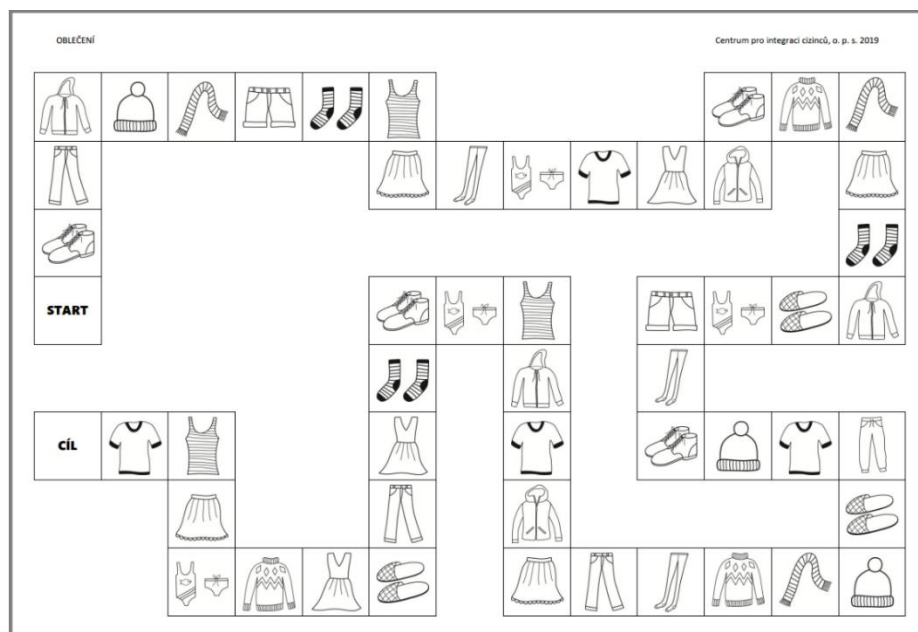 OBLEČENÍ
Centrum pro integraci cizinců, o. p. s. 2019
START
CÍL